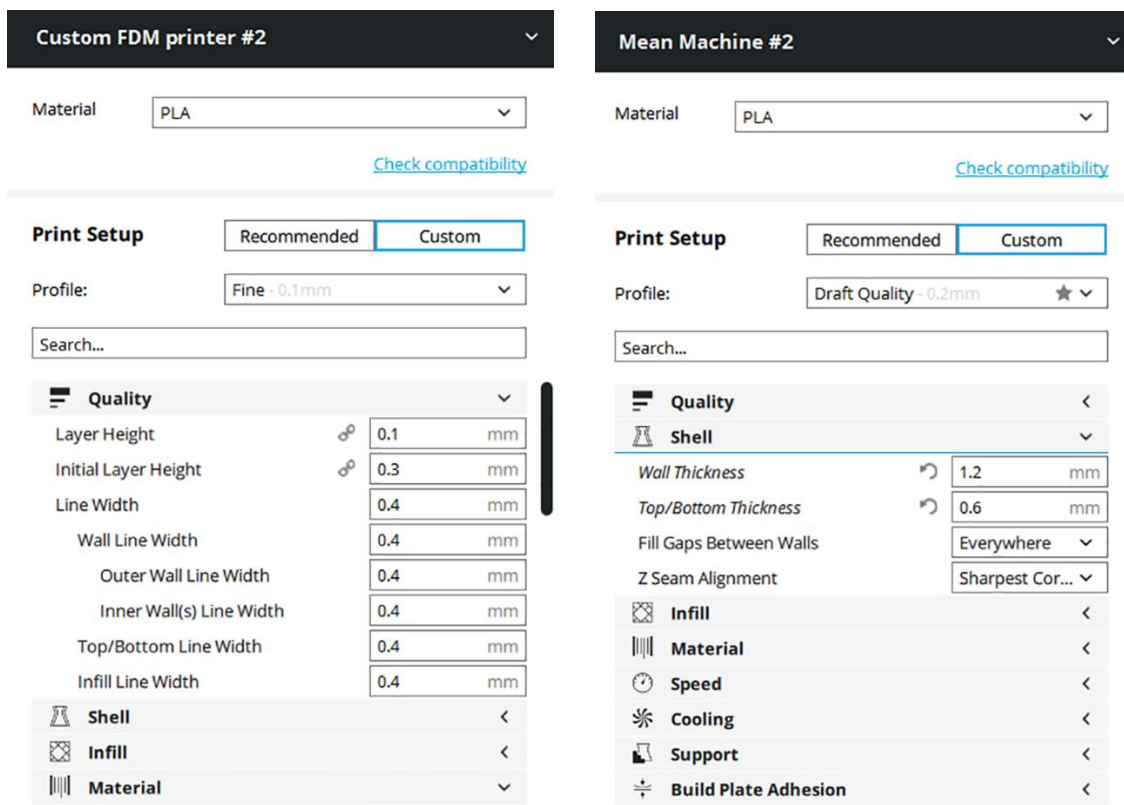 Custom FDM printer #2
Material PLA
Check compatibility
Print Setup Recommended Custom
Profile: Fine - 0.1mm
Search...
Quality
Layer Height 0.1 mm
Initial Layer Height 0.3 mm
Line Width 0.4 mm
Wall Line Width 0.4 mm
Outer Wall Line Width 0.4 mm
Inner Wall(s) Line Width 0.4 mm
Top/Bottom Line Width 0.4 mm
Infill Line Width 0.4 mm
Shell
Infill
Material
Mean Machine #2
Material PLA
Check compatibility
Print Setup Recommended Custom
Profile: Draft Quality - 0.2mm
Search...
Quality
Shell
Wall Thickness 1.2 mm
Top/Bottom Thickness 0.6 mm
Fill Gaps Between Walls Everywhere
Z Seam Alignment Sharpest Cor...
Infill
Material
Speed
Cooling
Support
Build Plate Adhesion